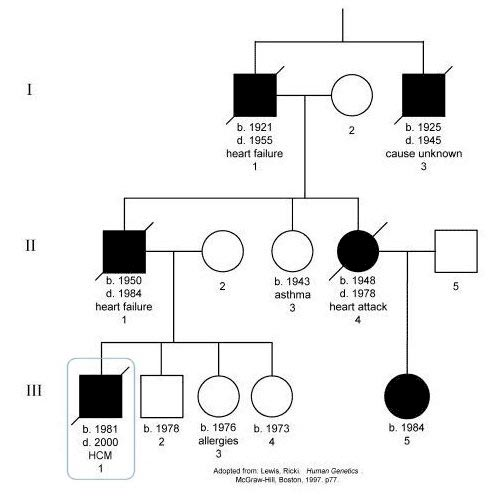 I
b. 1921
d. 1955
heart failure
1
2
b. 1925
d. 1945
cause unknown
3
II
b. 1950
d. 1984
heart failure
1
2
b. 1943
asthma
3
b. 1948
d. 1978
heart attack
4
5
III
b. 1981
d. 2000
HCM
1
b. 1978
2
b. 1976
allergies
3
b. 1973
4
b. 1984
5
Adopted from: Lewis, Ricki. Human Genetics.
McGraw-Hill, Boston, 1997. p77.